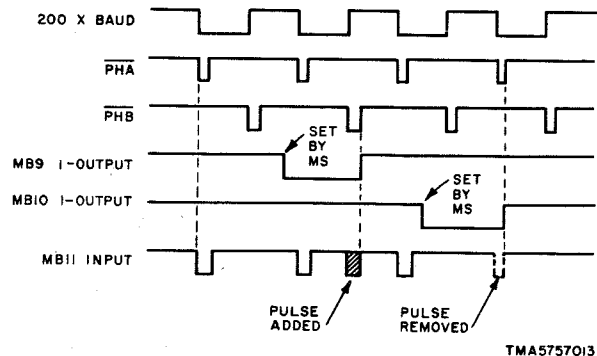 200 X BAUD
PHA
PHB
SET
BY
MS
MB9 1-OUTPUT
SET
BY
MS
MB10 1-OUTPUT
MB11 INPUT
PULSE
ADDED
PULSE
REMOVED
TMA5757013